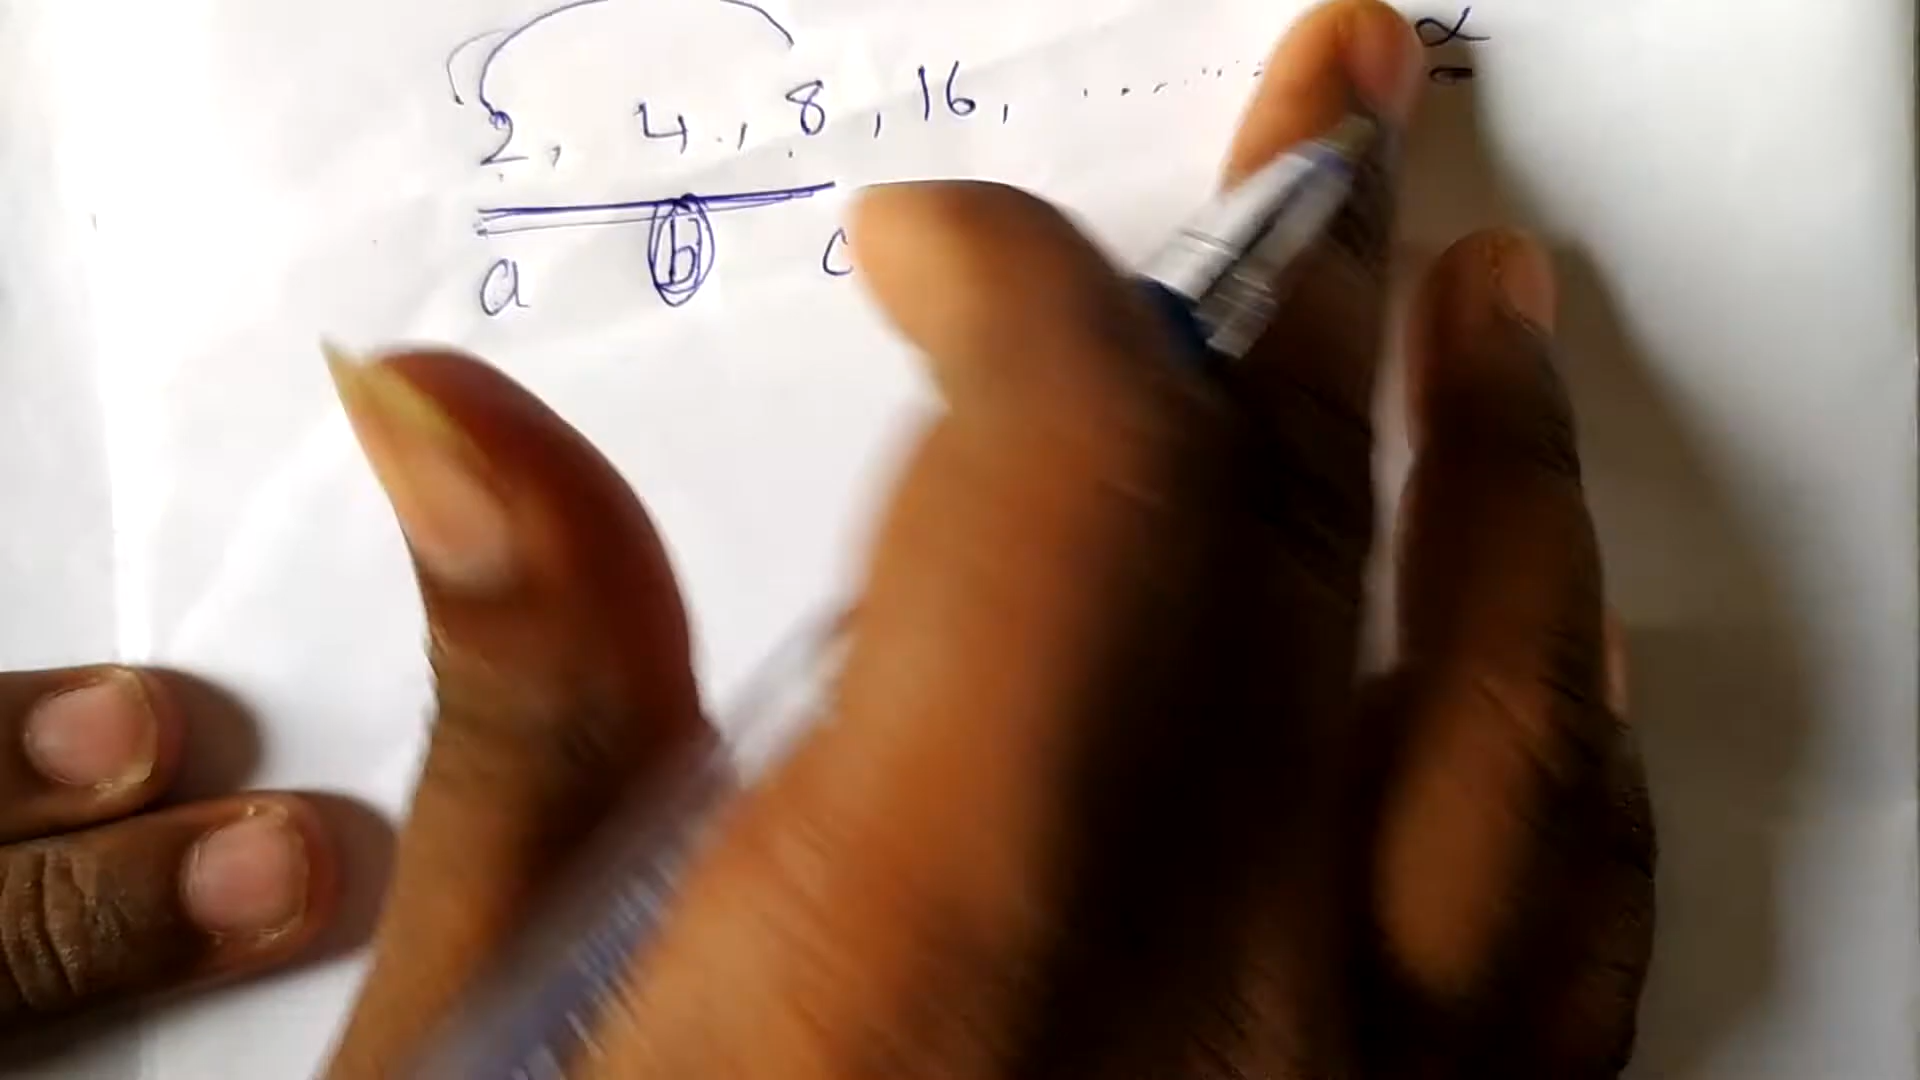 2, 4, 8, 16, ........ ∝
a b c